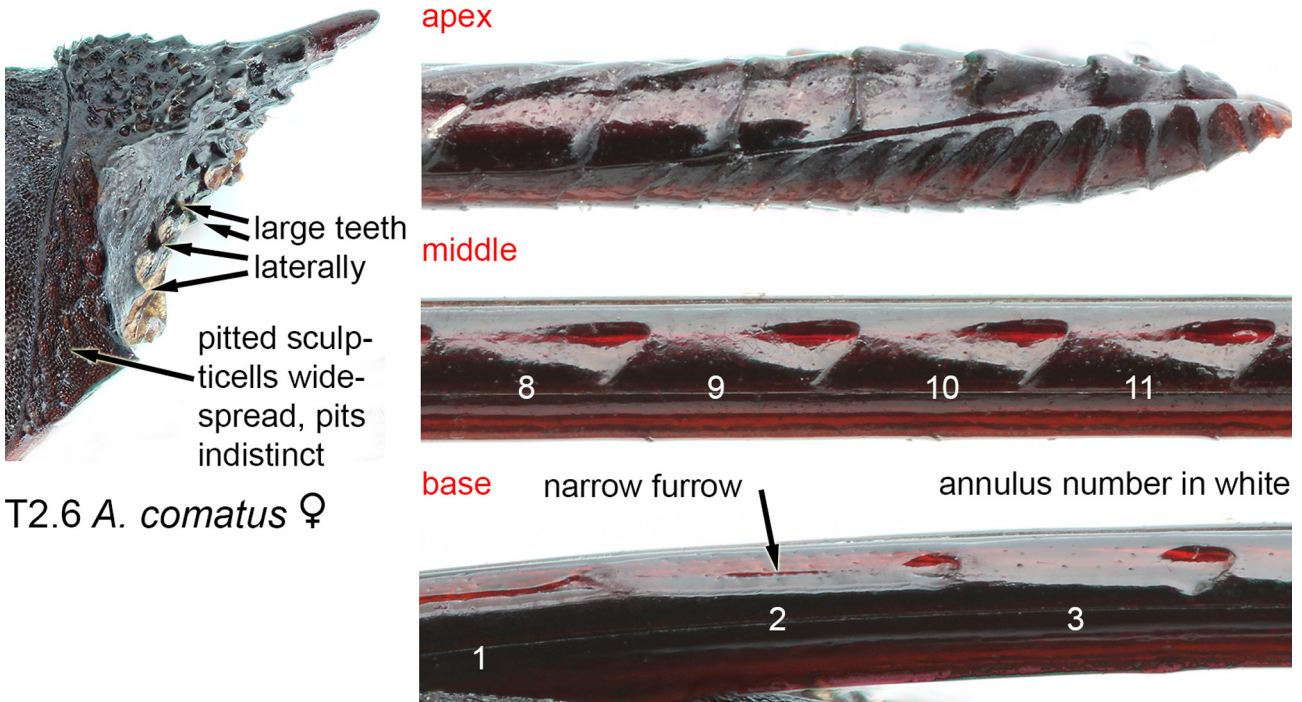 apex
large teeth
laterally
middle
pitted sculp-
ticells wide-
spread, pits
indistinct
8 9 10 11
base
narrow furrow
annulus number in white
T2.6 A. comatus ♀
1 2 3